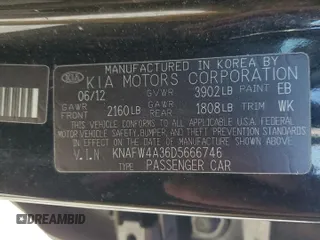 MANUFACTURED IN KOREA BY
KIA KIA MOTORS CORPORATION
06/12 GVWR 3902LB PAINT EB
GAWR FRONT 2160LB GAWR REAR 1808LB TRIM WK
THIS VEHICLE CONFORMS TO ALL APPLICABLE
FEDERAL MOTOR VEHICLE SAFETY, BUMPER, AND
THEFT PREVENTION STANDARDS IN EFFECT ON
THE DATE OF MANUFACTURE SHOWN ABOVE.
V.I.N KNAFW4A36D5666746
PASSENGER CAR